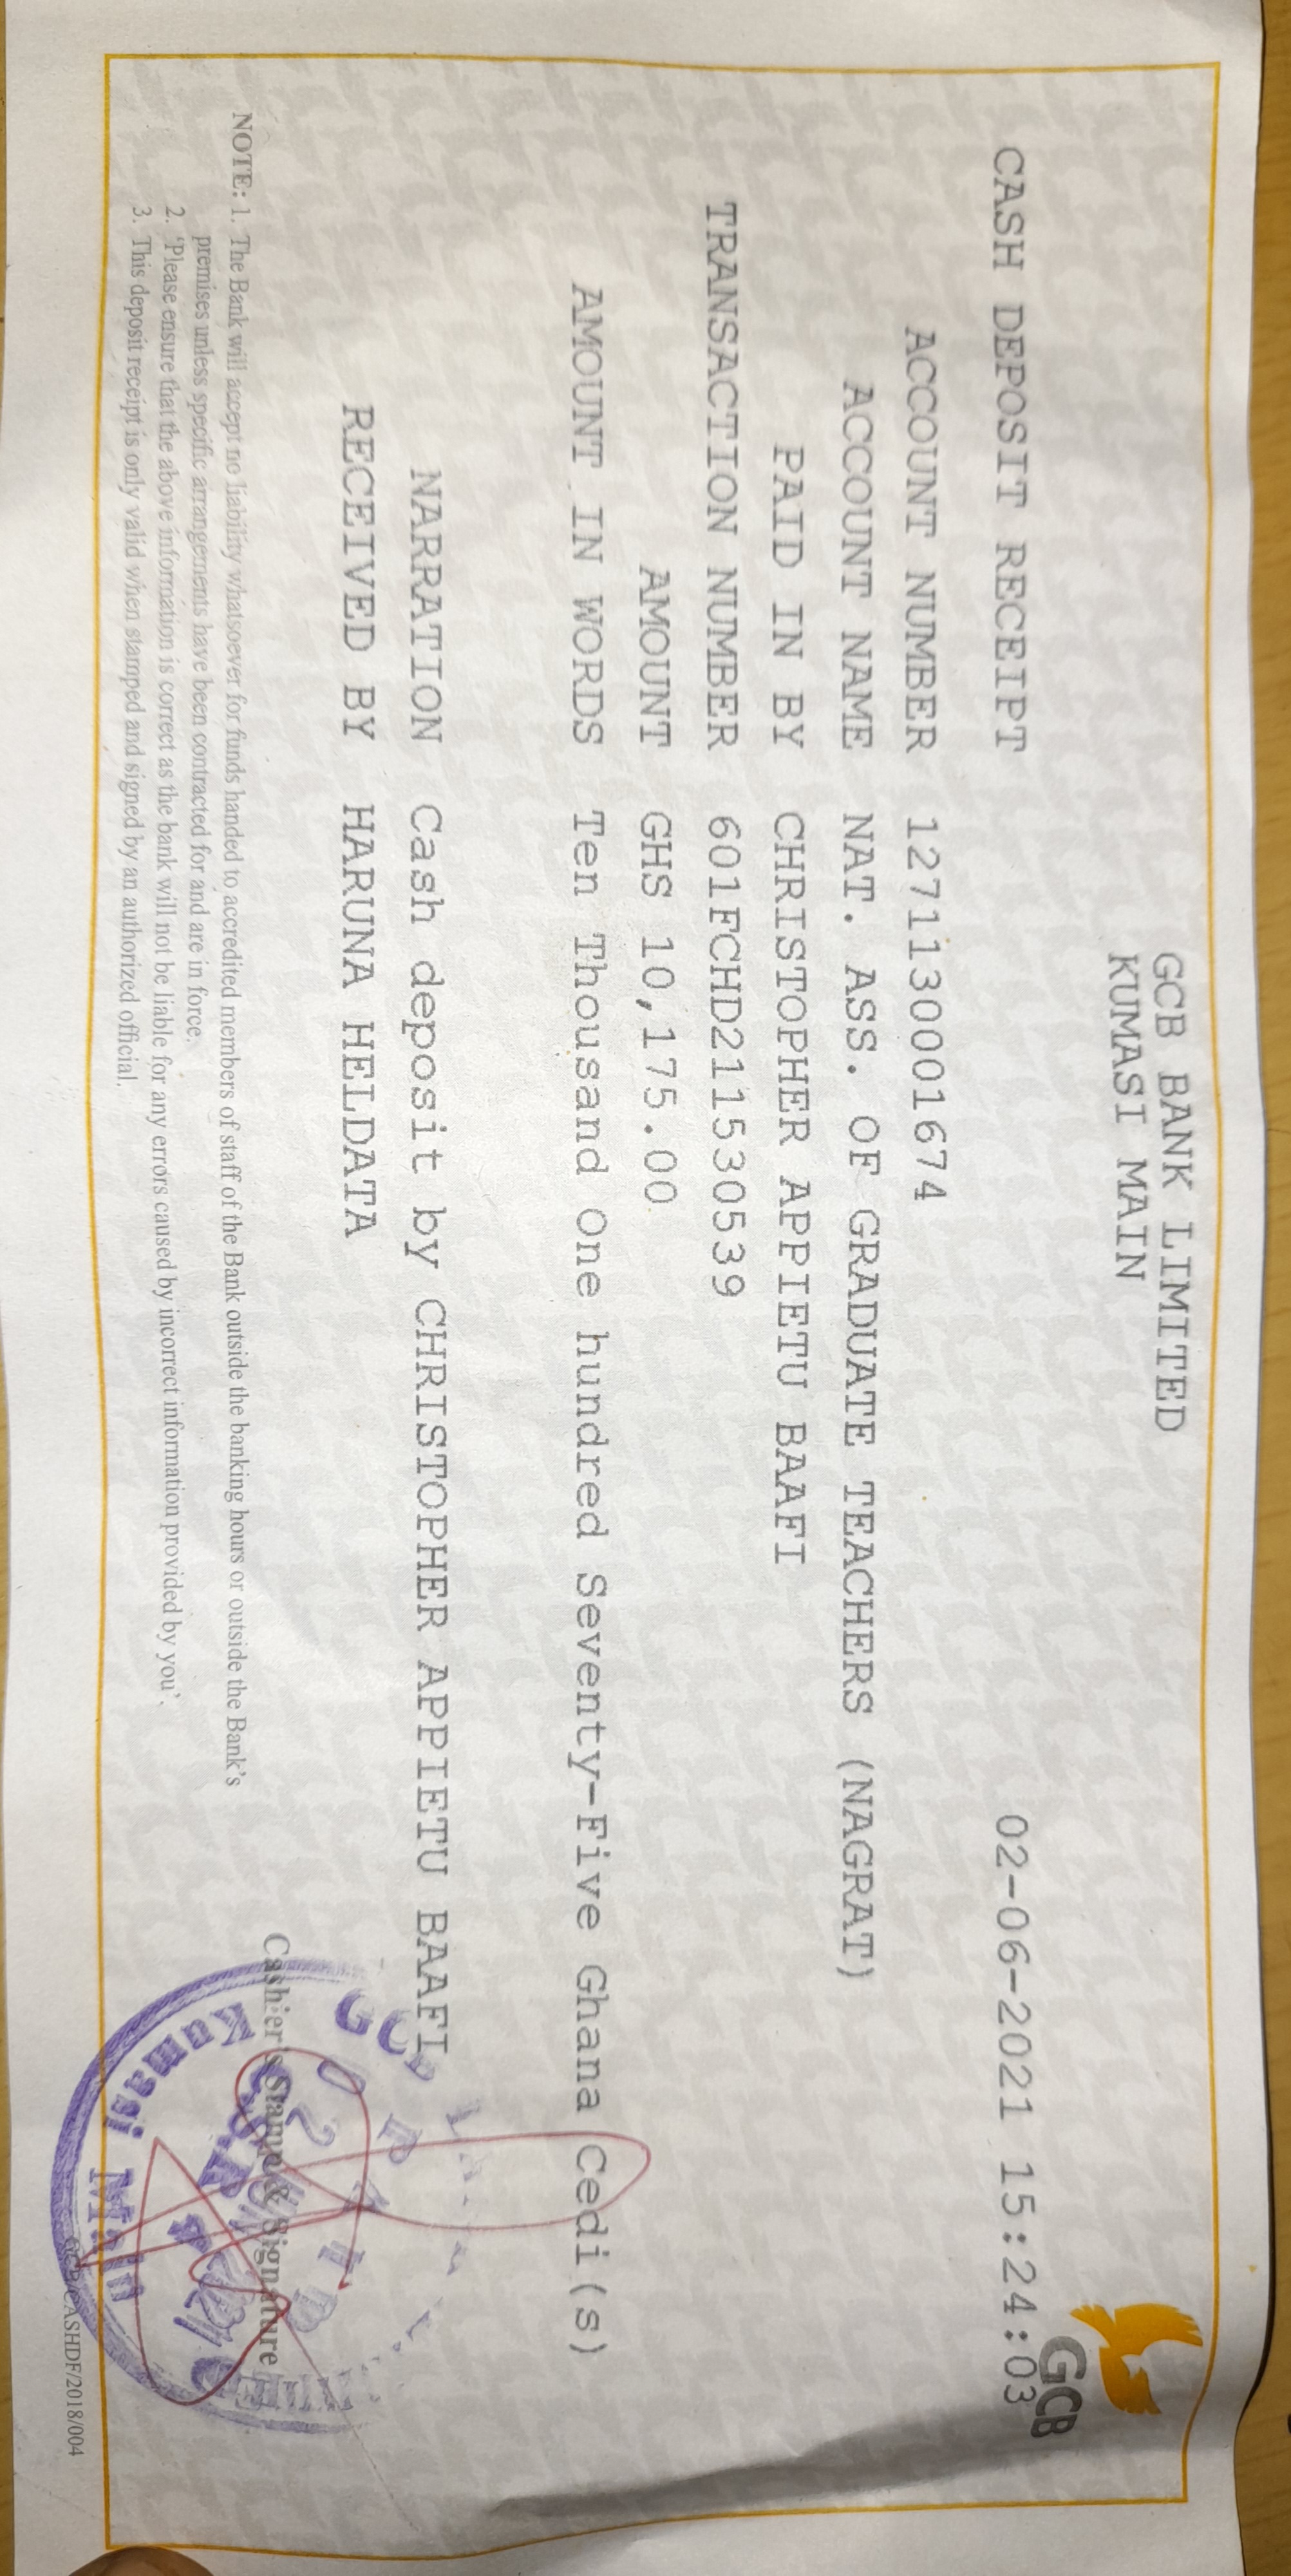 GCB BANK LIMITED
KUMASI MAIN
GCB
CASH DEPOSIT RECEIPT 02-06-2021 15:24:03
ACCOUNT NUMBER 1271130001674
ACCOUNT NAME NAT. ASS. OF GRADUATE TEACHERS (NAGRAT)
PAID IN BY CHRISTOPHER APPIETU BAAFI
TRANSACTION NUMBER 601FCHD211530539
AMOUNT GHS 10,175.00
AMOUNT IN WORDS Ten Thousand One hundred Seventy-Five Ghana Cedi(s)
NARRATION Cash deposit by CHRISTOPHER APPIETU BAAFI
RECEIVED BY HARUNA HELDATA
Cashier's Stamp & Signature
Kumasi Main
NOTE: 1. The Bank will accept no liability whatsoever for funds handed to accredited members of staff of the Bank outside the banking hours or outside the Bank's
premises unless specific arrangements have been contracted for and are in force.
2. 'Please ensure that the above information is correct as the bank will not be liable for any errors caused by incorrect information provided by you'.
3. This deposit receipt is only valid when stamped and signed by an authorized official.
GCB/CASHDF/2018/004